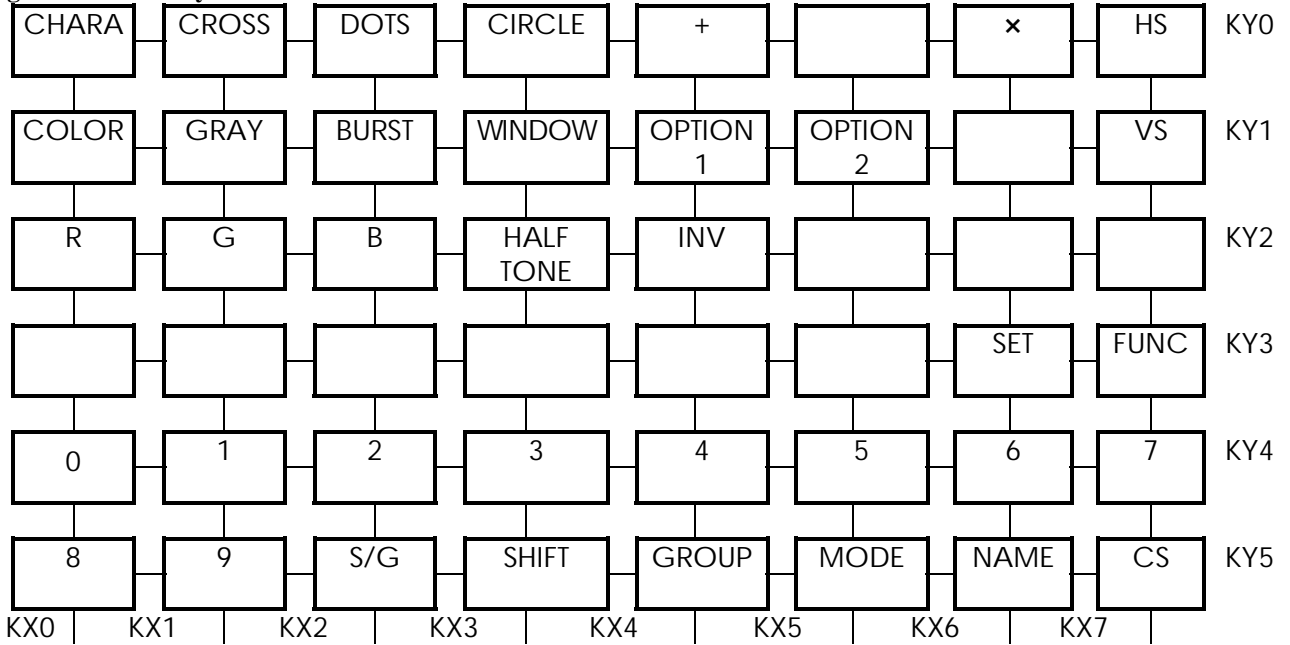 CHARA CROSS DOTS CIRCLE + × HS KY0
COLOR GRAY BURST WINDOW OPTION 1 OPTION 2 VS KY1
R G B HALF TONE INV KY2
SET FUNC KY3
0 1 2 3 4 5 6 7 KY4
8 9 S/G SHIFT GROUP MODE NAME CS KY5
KX0 KX1 KX2 KX3 KX4 KX5 KX6 KX7